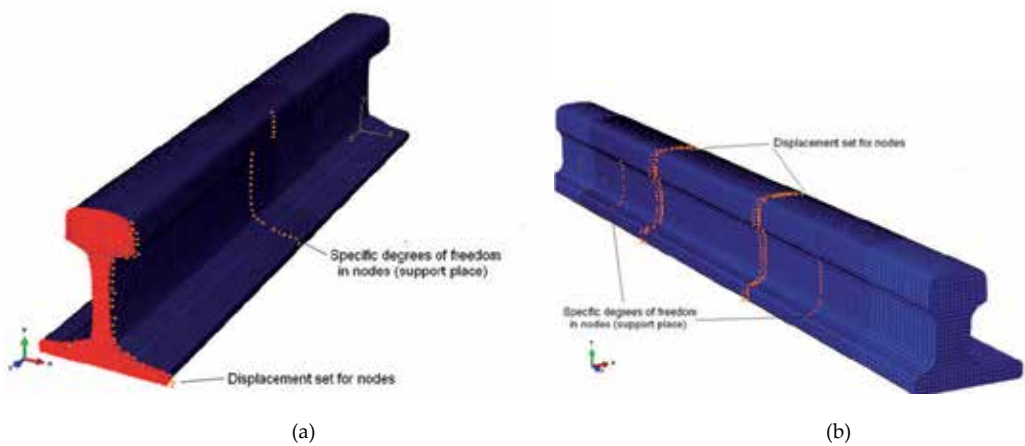 Specific degrees of freedom
in nodes (support place)
Displacement set for nodes
(a)
Displacement set for nodes
Specific degrees of freedom
in nodes (support place)
(b)